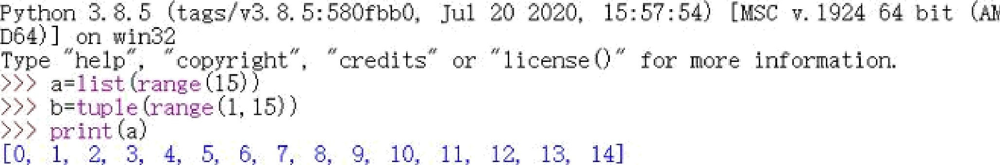 Python 3.8.5 (tags/v3.8.5:580fbb0, Jul 20 2020, 15:57:54) [MSC v.1924 64 bit (AM
D64)] on win32
Type "help", "copyright", "credits" or "license()" for more information.
>>> a=list(range(15))
>>> b=tuple(range(1,15))
>>> print(a)
[0, 1, 2, 3, 4, 5, 6, 7, 8, 9, 10, 11, 12, 13, 14]